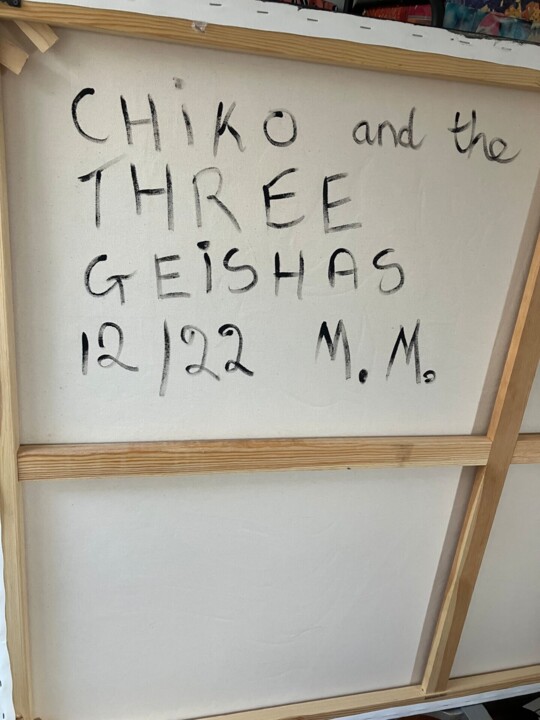 CHiKO and the
THREE
GEiSHAS
12/22 M.M.